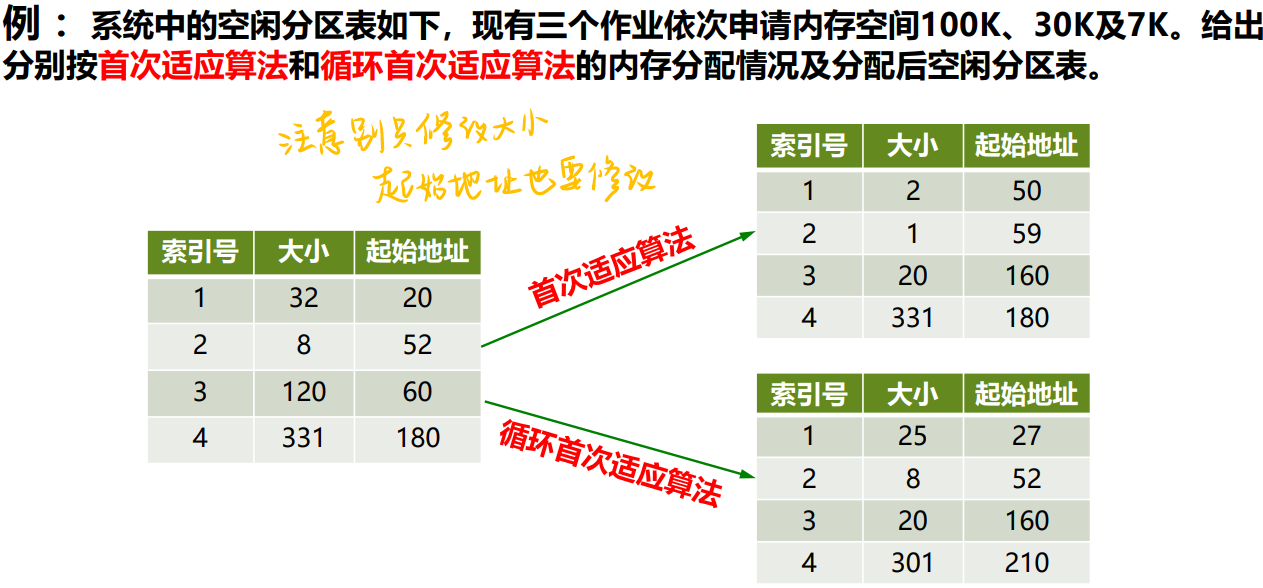 例： 系统中的空闲分区表如下，现有三个作业依次申请内存空间100K、30K及7K。给出
分别按首次适应算法和循环首次适应算法的内存分配情况及分配后空闲分区表。
注意别只修改大小
起始地址也要修改
索引号 大小 起始地址
1 32 20
2 8 52
3 120 60
4 331 180
首次适应算法
索引号 大小 起始地址
1 2 50
2 1 59
3 20 160
4 331 180
循环首次适应算法
索引号 大小 起始地址
1 25 27
2 8 52
3 20 160
4 301 210